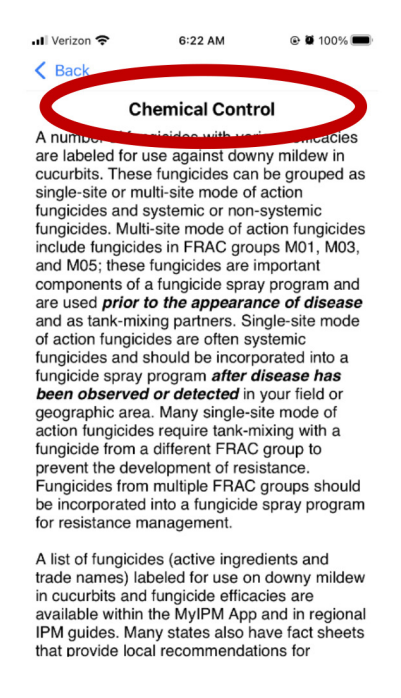 Verizon 6:22 AM 100%
Back
Chemical Control
A number of fungicides with varying efficacies
are labeled for use against downy mildew in
cucurbits. These fungicides can be grouped as
single-site or multi-site mode of action
fungicides and systemic or non-systemic
fungicides. Multi-site mode of action fungicides
include fungicides in FRAC groups M01, M03,
and M05; these fungicides are important
components of a fungicide spray program and
are used prior to the appearance of disease
and as tank-mixing partners. Single-site mode
of action fungicides are often systemic
fungicides and should be incorporated into a
fungicide spray program after disease has
been observed or detected in your field or
geographic area. Many single-site mode of
action fungicides require tank-mixing with a
fungicide from a different FRAC group to
prevent the development of resistance.
Fungicides from multiple FRAC groups should
be incorporated into a fungicide spray program
for resistance management.
A list of fungicides (active ingredients and
trade names) labeled for use on downy mildew
in cucurbits and fungicide efficacies are
available within the MyIPM App and in regional
IPM guides. Many states also have fact sheets
that provide local recommendations for